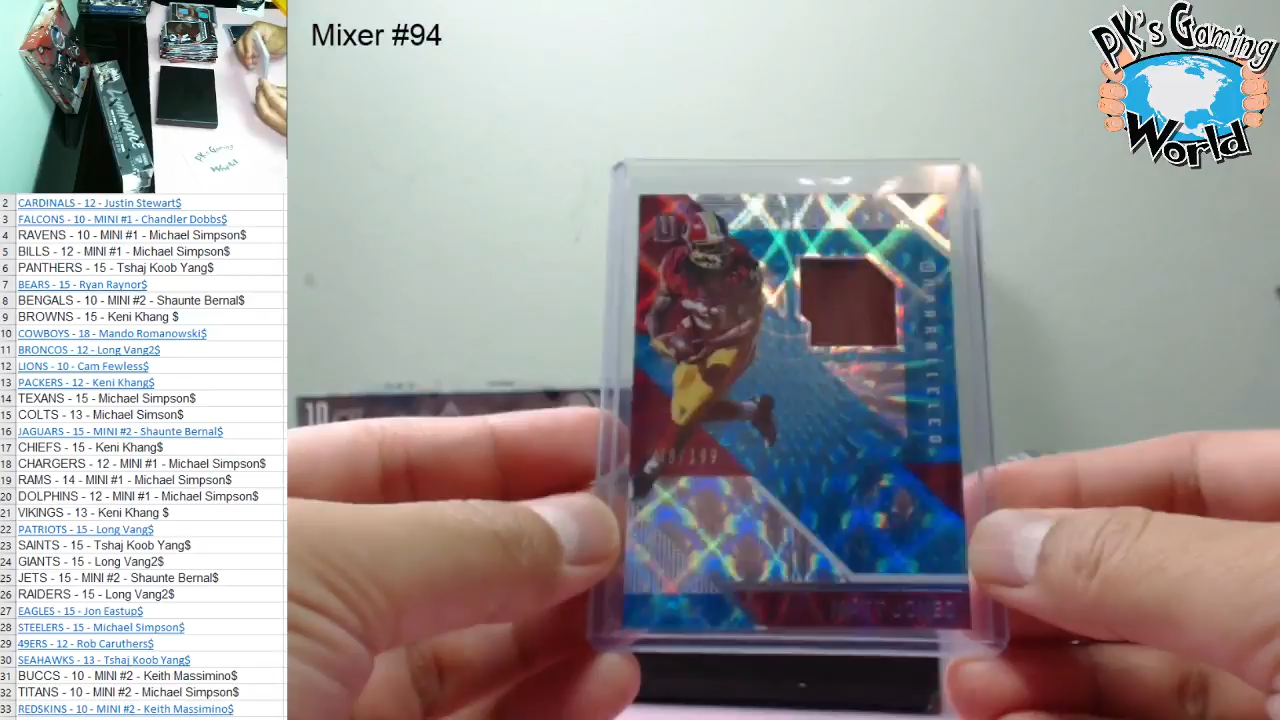 Mixer #94
PK's Gaming
World
LUMINANCE
PK's Gaming
World
2 CARDINALS - 12 - Justin Stewart$
3 FALCONS - 10 - MINI #1 - Chandler Dobbs$
4 RAVENS - 10 - MINI #1 - Michael Simpson$
5 BILLS - 12 - MINI #1 - Michael Simpson$
6 PANTHERS - 15 - Tshaj Koob Yang$
7 BEARS - 15 - Ryan Raynor$
8 BENGALS - 10 - MINI #2 - Shaunte Bernal$
9 BROWNS - 15 - Keni Khang $
10 COWBOYS - 18 - Mando Romanowski$
11 BRONCOS - 12 - Long Vang2$
12 LIONS - 10 - Cam Fewless$
13 PACKERS - 12 - Keni Khang$
14 TEXANS - 15 - Michael Simpson$
15 COLTS - 13 - Michael Simson$
16 JAGUARS - 15 - MINI #2 - Shaunte Bernal$
17 CHIEFS - 15 - Keni Khang$
18 CHARGERS - 12 - MINI #1 - Michael Simpson$
19 RAMS - 14 - MINI #1 - Michael Simpson$
20 DOLPHINS - 12 - MINI #1 - Michael Simpson$
21 VIKINGS - 13 - Keni Khang $
22 PATRIOTS - 15 - Long Vang$
23 SAINTS - 15 - Tshaj Koob Yang$
24 GIANTS - 15 - Long Vang2$
25 JETS - 15 - MINI #2 - Shaunte Bernal$
26 RAIDERS - 15 - Long Vang2$
27 EAGLES - 15 - Jon Eastup$
28 STEELERS - 15 - Michael Simpson$
29 49ERS - 12 - Rob Caruthers$
30 SEAHAWKS - 13 - Tshaj Koob Yang$
31 BUCCS - 10 - MINI #2 - Keith Massimino$
32 TITANS - 10 - MINI #2 - Michael Simpson$
33 REDSKINS - 10 - MINI #2 - Keith Massimino$
U
UNPARALLELED
JONES
10